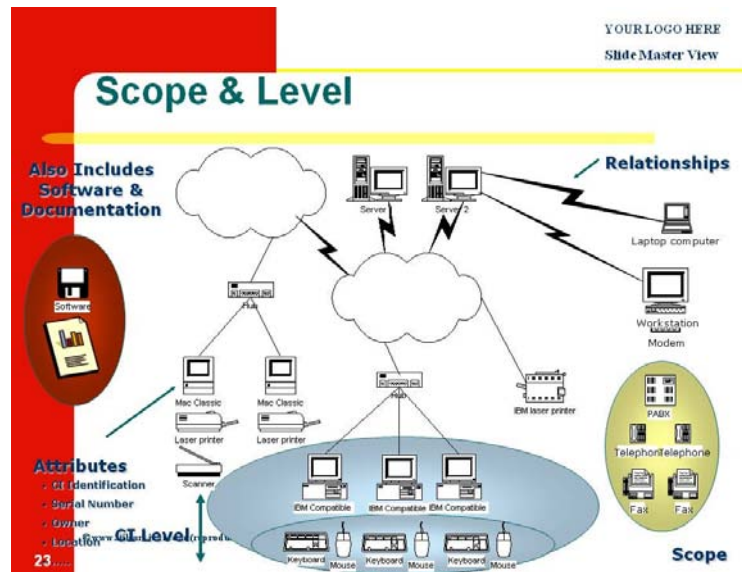 YOUR LOGO HERE
Slide Master View
Scope & Level
Also Includes
Software &
Documentation
Relationships
Server
Server 2
Laptop computer
Software
Hub
Workstation
Modem
Mac Classic
Mac Classic
Hub
IBM laser printer
PABX
Laser printer
Laser printer
Telephone
Telephone
Attributes
Scanner
• CI Identification
• Serial Number
• Owner
• Location
CI Level
IBM Compatible
IBM Compatible
IBM Compatible
Fax
Fax
Keyboard
Mouse
Keyboard
Mouse
Keyboard
Mouse
Scope
23